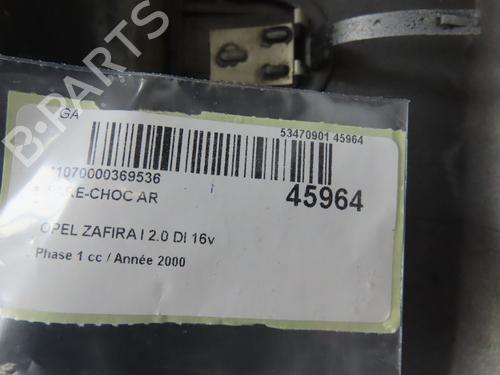 GA
53470901 45964
1070000369536
45964
RE-CHOC AR
OPEL ZAFIRA I 2.0 DI 16v
Phase 1 cc / Année 2000
B-PARTS